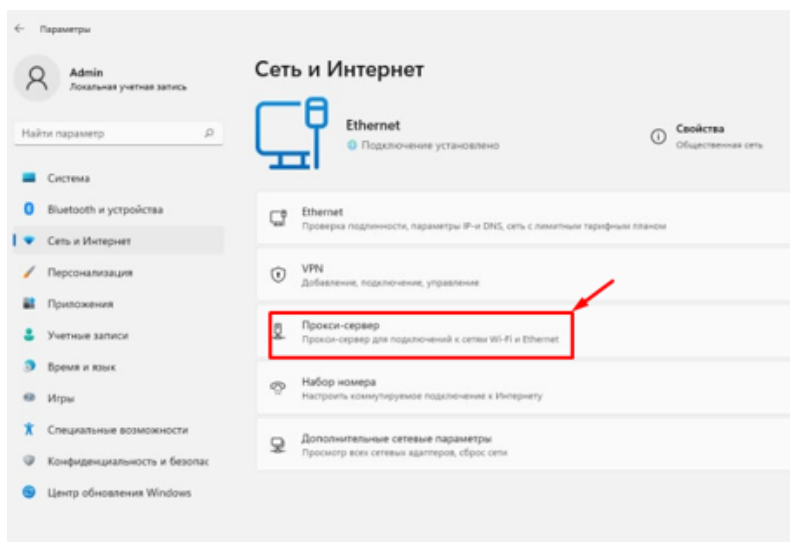 Параметры
Admin
Локальная учетная запись
Найти параметр
Система
Bluetooth и устройства
Сеть и Интернет
Персонализация
Приложения
Учетные записи
Время и язык
Игры
Специальные возможности
Конфиденциальность и безопас
Центр обновления Windows
Сеть и Интернет
Ethernet
Подключение установлено
Свойства
Общественная сеть
Ethernet
Проверка подлинности, параметры IP-и DNS, сеть с лимитным тарифным планом
VPN
Добавление, подключение, управление
Прокси-сервер
Прокси-сервер для подключений к сетям Wi-Fi и Ethernet
Набор номера
Настроить коммутируемое подключение к Интернету
Дополнительные сетевые параметры
Просмотр всех сетевых адаптеров, сброс сети